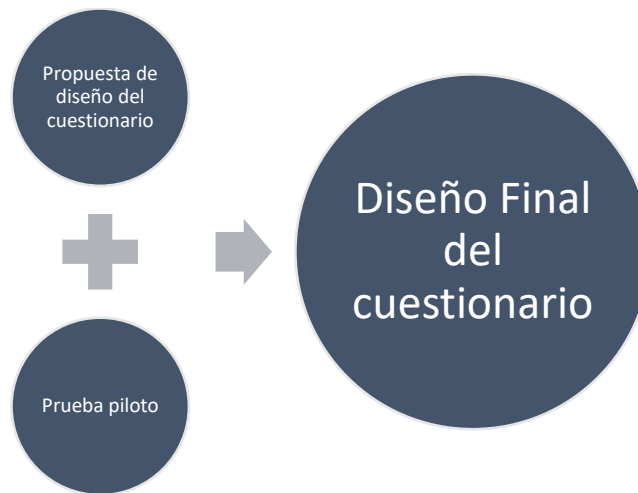 Propuesta de
diseño del
cuestionario
Prueba piloto
Diseño Final
del
cuestionario